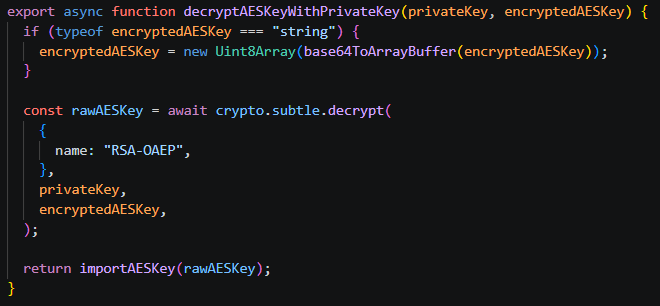 export async function decryptAESKeyWithPrivateKey(privateKey, encryptedAESKey) {
  if (typeof encryptedAESKey === "string") {
    encryptedAESKey = new Uint8Array(base64ToArrayBuffer(encryptedAESKey));
  }

  const rawAESKey = await crypto.subtle.decrypt(
    {
      name: "RSA-OAEP",
    },
    privateKey,
    encryptedAESKey,
  );

  return importAESKey(rawAESKey);
}